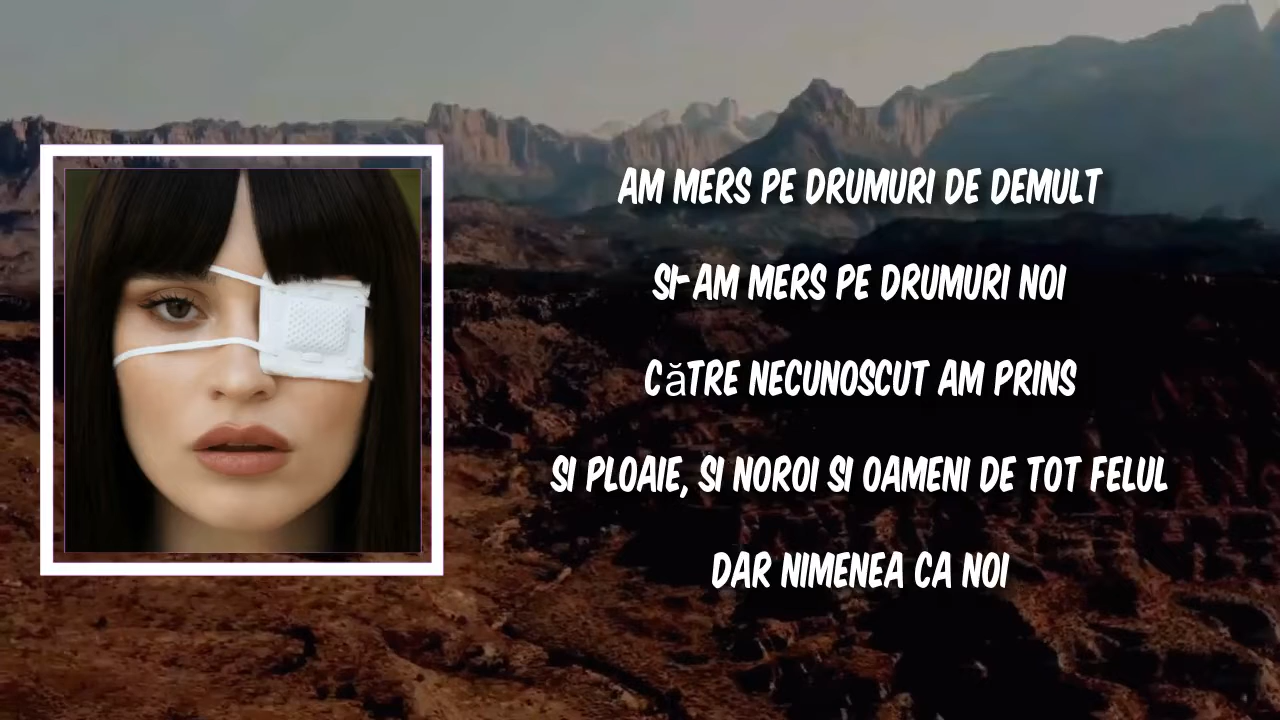 AM MERS PE DRUMURI DE DEMULT
SI-AM MERS PE DRUMURI NOI
CăTRE NECUNOSCUT AM PRINS
SI PLOAIE, SI NOROI SI OAMENI DE TOT FELUL
DAR NIMENEA CA NOI